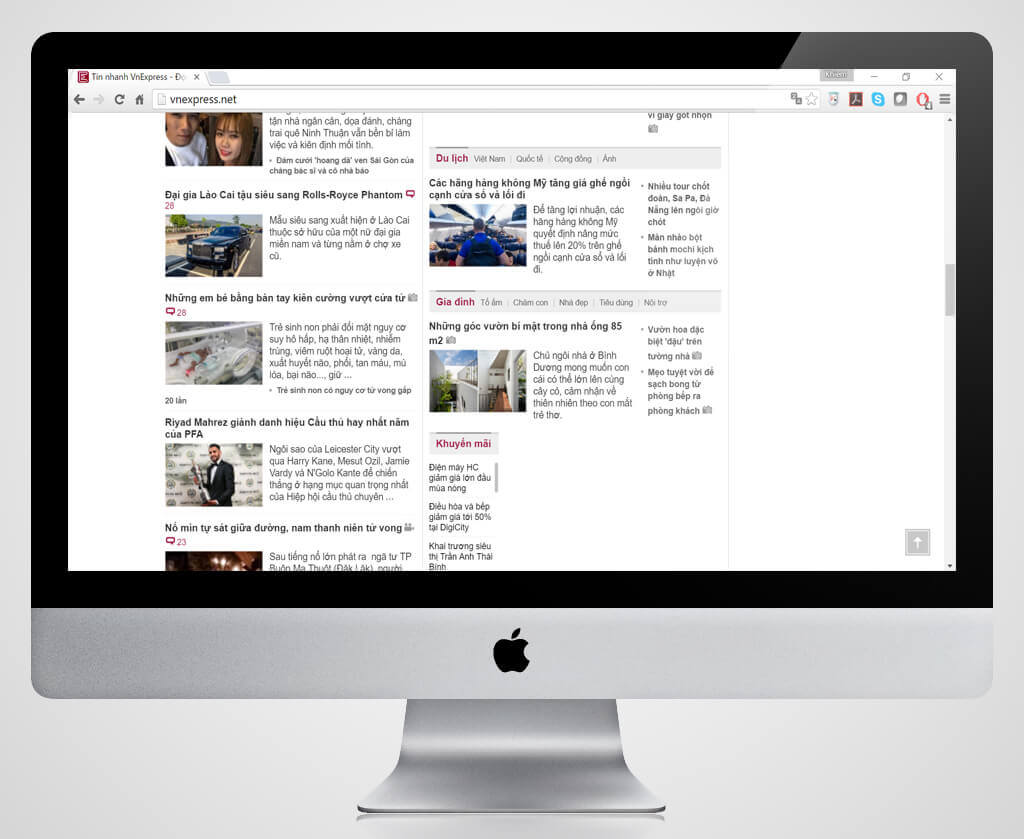 Tin nhanh VnExpress - Đọ
Khiêm
vnexpress.net
tận nhà ngăn cản, dọa đánh, chàng
trai quê Ninh Thuận vẫn bền bỉ làm
việc và kiên định mối tình.
Đám cưới 'hoang dã' ven Sài Gòn của
chàng bác sĩ và cô nhà báo
Đại gia Lào Cai tậu siêu sang Rolls-Royce Phantom
28
Mẫu siêu sang xuất hiện ở Lào Cai
thuộc sở hữu của một nữ đại gia
miền nam và từng nằm ở chợ xe
cũ.
Những em bé bằng bàn tay kiên cường vượt cửa tử
28
Trẻ sinh non phải đối mặt nguy cơ
suy hô hấp, hạ thân nhiệt, nhiễm
trùng, viêm ruột hoại tử, vàng da,
xuất huyết não, phổi, tan máu, mù
lòa, bại não..., giữ ...
Trẻ sinh non có nguy cơ tử vong gấp
20 lần
Riyad Mahrez giành danh hiệu Cầu thủ hay nhất năm
của PFA
Ngôi sao của Leicester City vượt
qua Harry Kane, Mesut Ozil, Jamie
Vardy và N'Golo Kante để chiến
thắng ở hạng mục quan trọng nhất
của Hiệp hội cầu thủ chuyên ...
Nổ mìn tự sát giữa đường, nam thanh niên tử vong
23
Sau tiếng nổ lớn phát ra ngã tư TP
Buôn Ma Thuột (Đăk Lăk), người
vì giày gót nhọn
Du lịch Việt Nam | Quốc tế | Cộng đồng | Ảnh
Các hãng hàng không Mỹ tăng giá ghế ngồi
cạnh cửa sổ và lối đi
Để tăng lợi nhuận, các
hãng hàng không Mỹ
quyết định nâng mức
thuế lên 20% trên ghế
ngồi cạnh cửa sổ và lối
đi.
Nhiều tour chót
đoàn, Sa Pa, Đà
Nẵng lên ngôi giờ
chót
Màn nhào bột
bánh mochi kịch
tính như luyện võ
ở Nhật
Gia đình Tổ ấm | Chăm con | Nhà đẹp | Tiêu dùng | Nội trợ
Những góc vườn bí mật trong nhà ống 85
m2
Chủ ngôi nhà ở Bình
Dương mong muốn con
cái có thể lớn lên cùng
cây cỏ, cảm nhận về
thiên nhiên theo con mắt
trẻ thơ.
Vườn hoa đặc
biệt 'đậu' trên
tường nhà
Mẹo tuyệt vời để
sạch bong từ
phòng bếp ra
phòng khách
Khuyến mãi
Điện máy HC
giảm giá lớn đầu
mùa nóng
Điều hòa và bếp
giảm giá tới 50%
tại DigiCity
Khai trương siêu
thị Trần Anh Thái
Bình